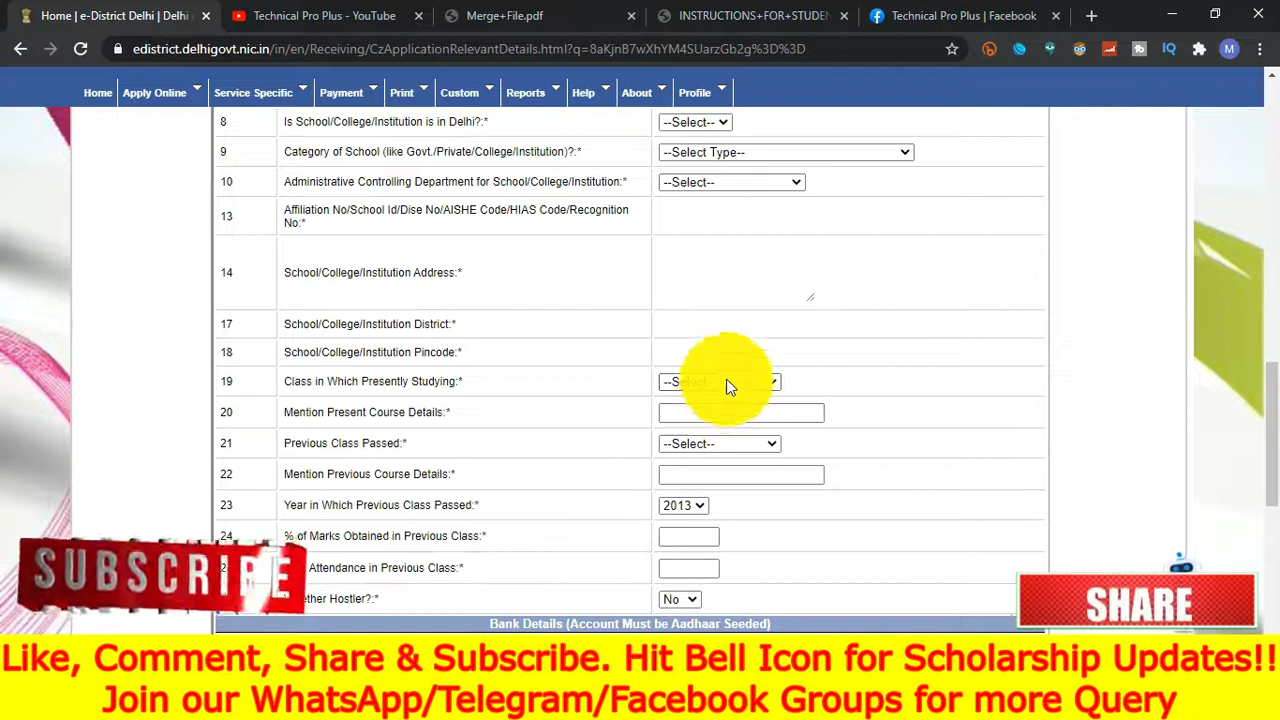 Home | e-District Delhi | Delhi
Technical Pro Plus - YouTube
Merge+File.pdf
INSTRUCTIONS+FOR+STUDEN
Technical Pro Plus | Facebook
edistrict.delhigovt.nic.in/in/en/Receiving/CzApplicationRelevantDetails.html?q=8aKjnB7wXhYM4SUarzGb2g%3D%3D
IQ
M
Home
Apply Online
Service Specific
Payment
Print
Custom
Reports
Help
About
Profile
8 Is School/College/Institution is in Delhi?:* --Select--
9 Category of School (like Govt./Private/College/Institution)?:* --Select Type--
10 Administrative Controlling Department for School/College/Institution:* --Select--
13 Affiliation No/School Id/Dise No/AISHE Code/HIAS Code/Recognition
No:*
14 School/College/Institution Address:*
17 School/College/Institution District:*
18 School/College/Institution Pincode:*
19 Class in Which Presently Studying:* --Select--
20 Mention Present Course Details:*
21 Previous Class Passed:* --Select--
22 Mention Previous Course Details:*
23 Year in Which Previous Class Passed:* 2013
24 % of Marks Obtained in Previous Class:*
Attendance in Previous Class:*
No
Bank Details (Account Must be Aadhaar Seeded)
SUBSCRIBE
SHARE
Like, Comment, Share & Subscribe. Hit Bell Icon for Scholarship Updates!!
Join our WhatsApp/Telegram/Facebook Groups for more Query